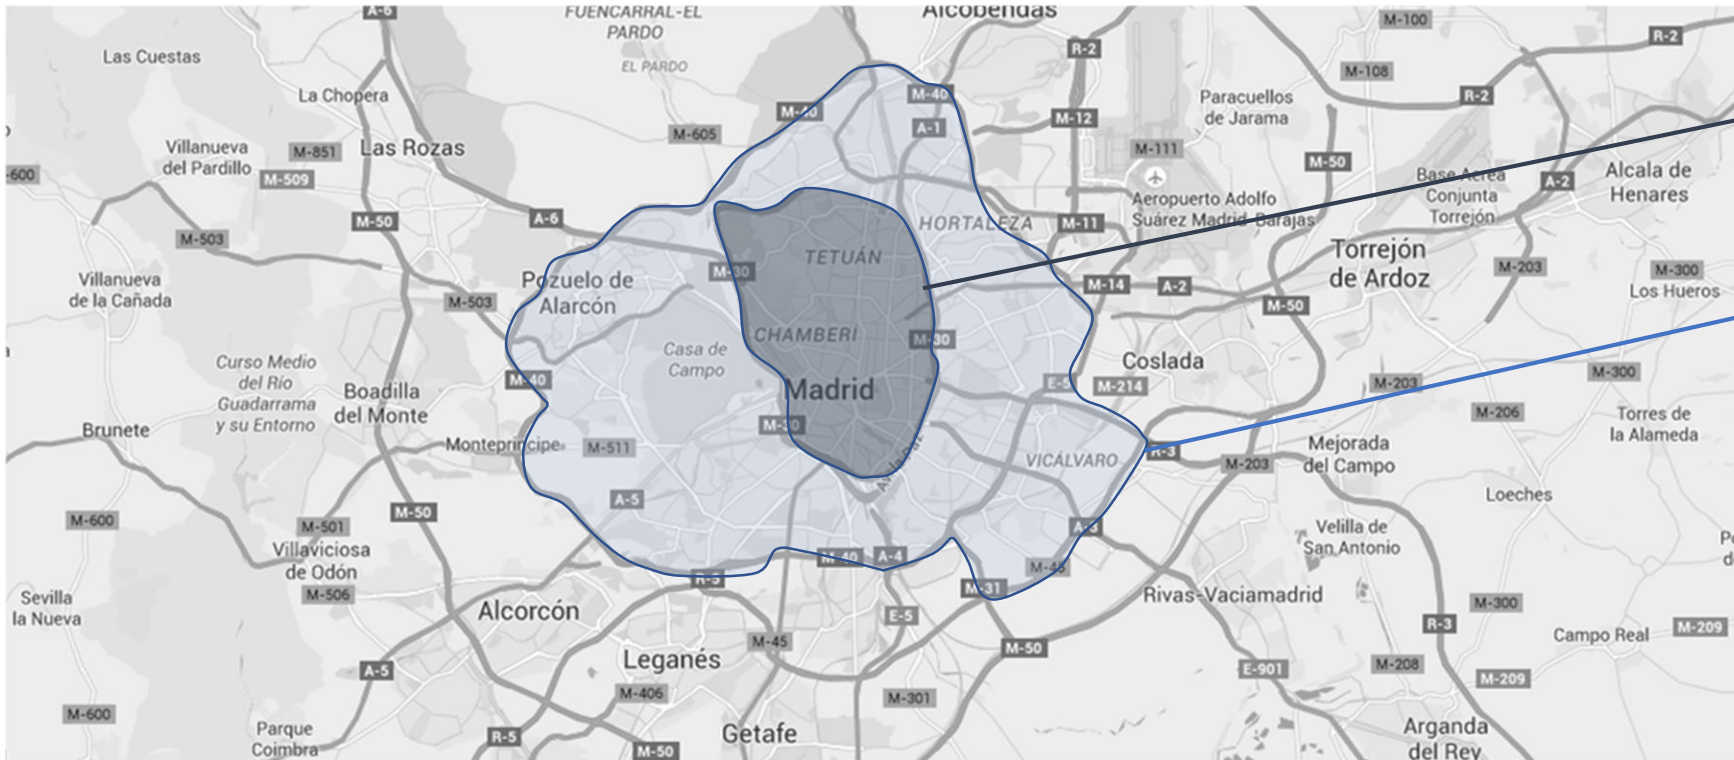 A-6
FUENCARRAL-EL
PARDO
Alcobendas
M-100
R-2
R-2
Las Cuestas
EL PARDO
M-108
La Chopera
M-40
M-40
R-2
Paracuellos
de Jarama
M-605
A-1
M-12
Villanueva
del Pardillo
M-851
Las Rozas
M-111
M-50
-600
M-509
Base Aérea
Conjunta
Torrejón
A-2
Alcala de
Henares
Aeropuerto Adolfo
Suárez Madrid-Barajas
M-50
A-6
HORTALEZA
M-11
M-503
TETUÁN
Torrejón
de Ardoz
M-203
M-300
Los Hueros
Villanueva
de la Cañada
Pozuelo de
Alarcón
M-30
M-14
A-2
M-503
M-50
CHAMBERÍ
M-30
Casa de
Campo
Coslada
Curso Medio
del Río
Guadarrama
y su Entorno
M-40
Madrid
E-5
M-214
M-203
M-300
Boadilla
del Monte
M-206
Torres de
la Alameda
Brunete
M-30
Monteprincipe
M-511
VICÁLVARO
R-3
M-203
Mejorada
del Campo
A-5
Loeches
M-600
M-501
M-50
A-3
Velilla de
San Antonio
Villaviciosa
de Odón
M-40
A-4
M-45
M-506
R-5
M-31
Rivas-Vaciamadrid
Sevilla
la Nueva
Alcorcón
E-5
M-300
R-3
Campo Real
M-209
M-45
M-50
Leganés
A-5
E-901
M-208
M-209
M-406
M-301
M-600
Parque
Coimbra
R-5
Getafe
M-50
Arganda
del Rey